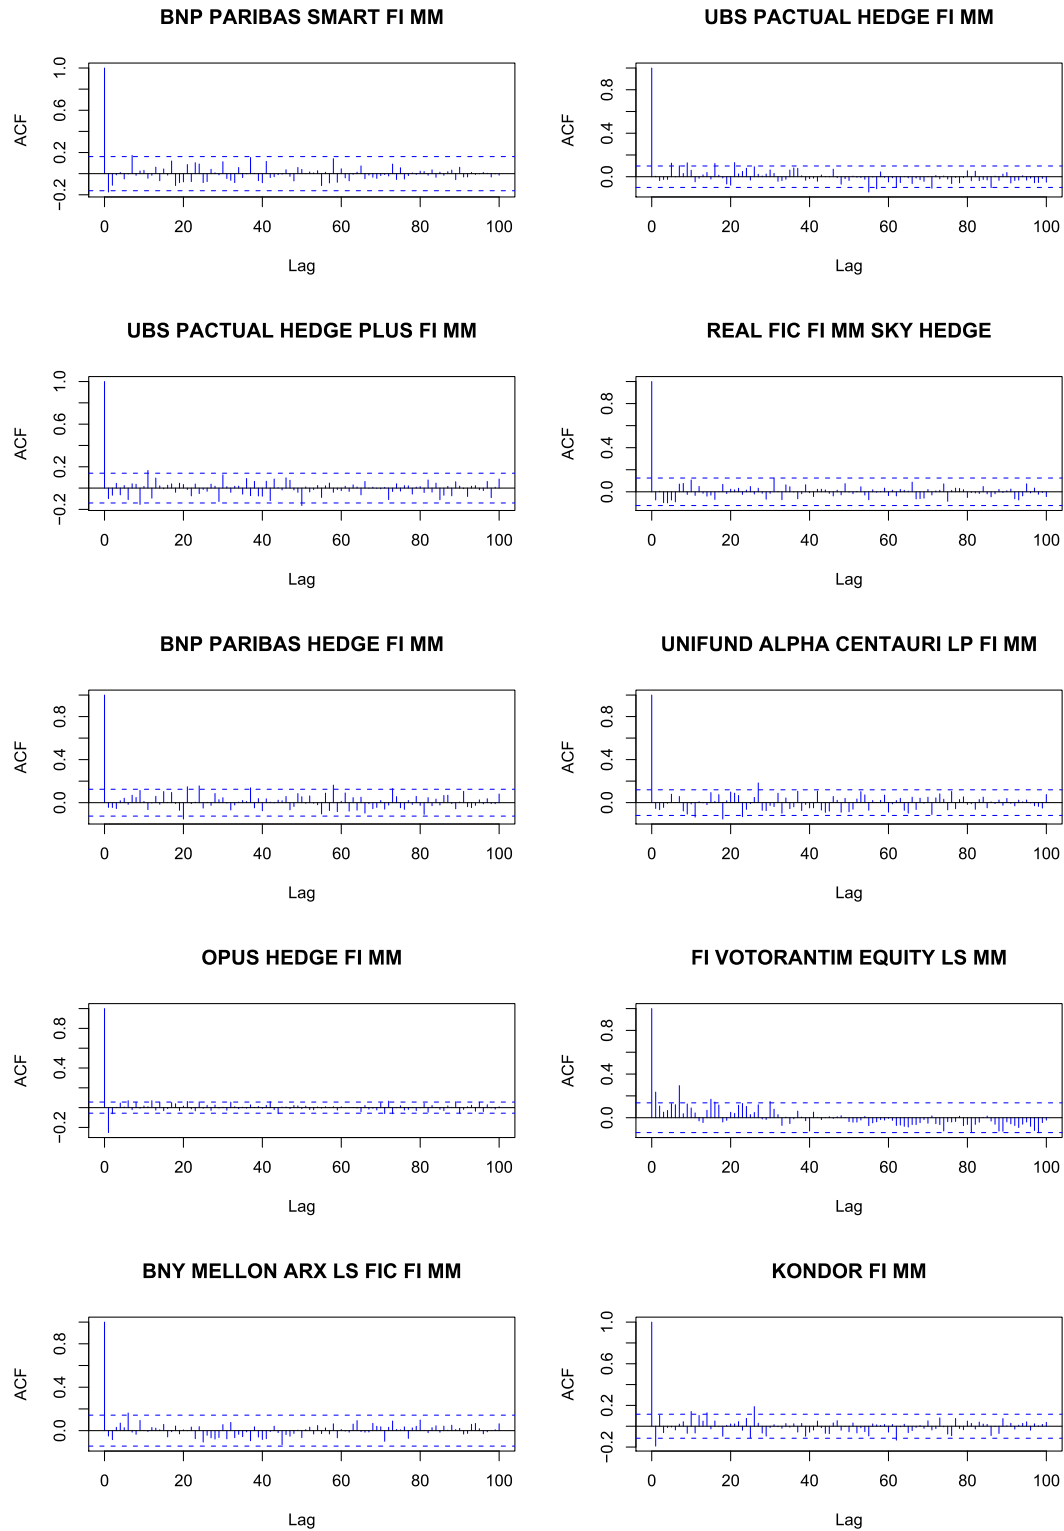 BNP PARIBAS SMART FI MM
ACF
1.0
0.6
0.2
−0.2
0 20 40 60 80 100
Lag
UBS PACTUAL HEDGE FI MM
ACF
0.8
0.4
0.0
0 20 40 60 80 100
Lag
UBS PACTUAL HEDGE PLUS FI MM
ACF
1.0
0.6
0.2
−0.2
0 20 40 60 80 100
Lag
REAL FIC FI MM SKY HEDGE
ACF
0.8
0.4
0.0
0 20 40 60 80 100
Lag
BNP PARIBAS HEDGE FI MM
ACF
0.8
0.4
0.0
0 20 40 60 80 100
Lag
UNIFUND ALPHA CENTAURI LP FI MM
ACF
0.8
0.4
0.0
0 20 40 60 80 100
Lag
OPUS HEDGE FI MM
ACF
0.8
0.4
−0.2
0 20 40 60 80 100
Lag
FI VOTORANTIM EQUITY LS MM
ACF
0.8
0.4
0.0
0 20 40 60 80 100
Lag
BNY MELLON ARX LS FIC FI MM
ACF
0.8
0.4
0.0
0 20 40 60 80 100
Lag
KONDOR FI MM
ACF
1.0
0.6
0.2
−0.2
0 20 40 60 80 100
Lag